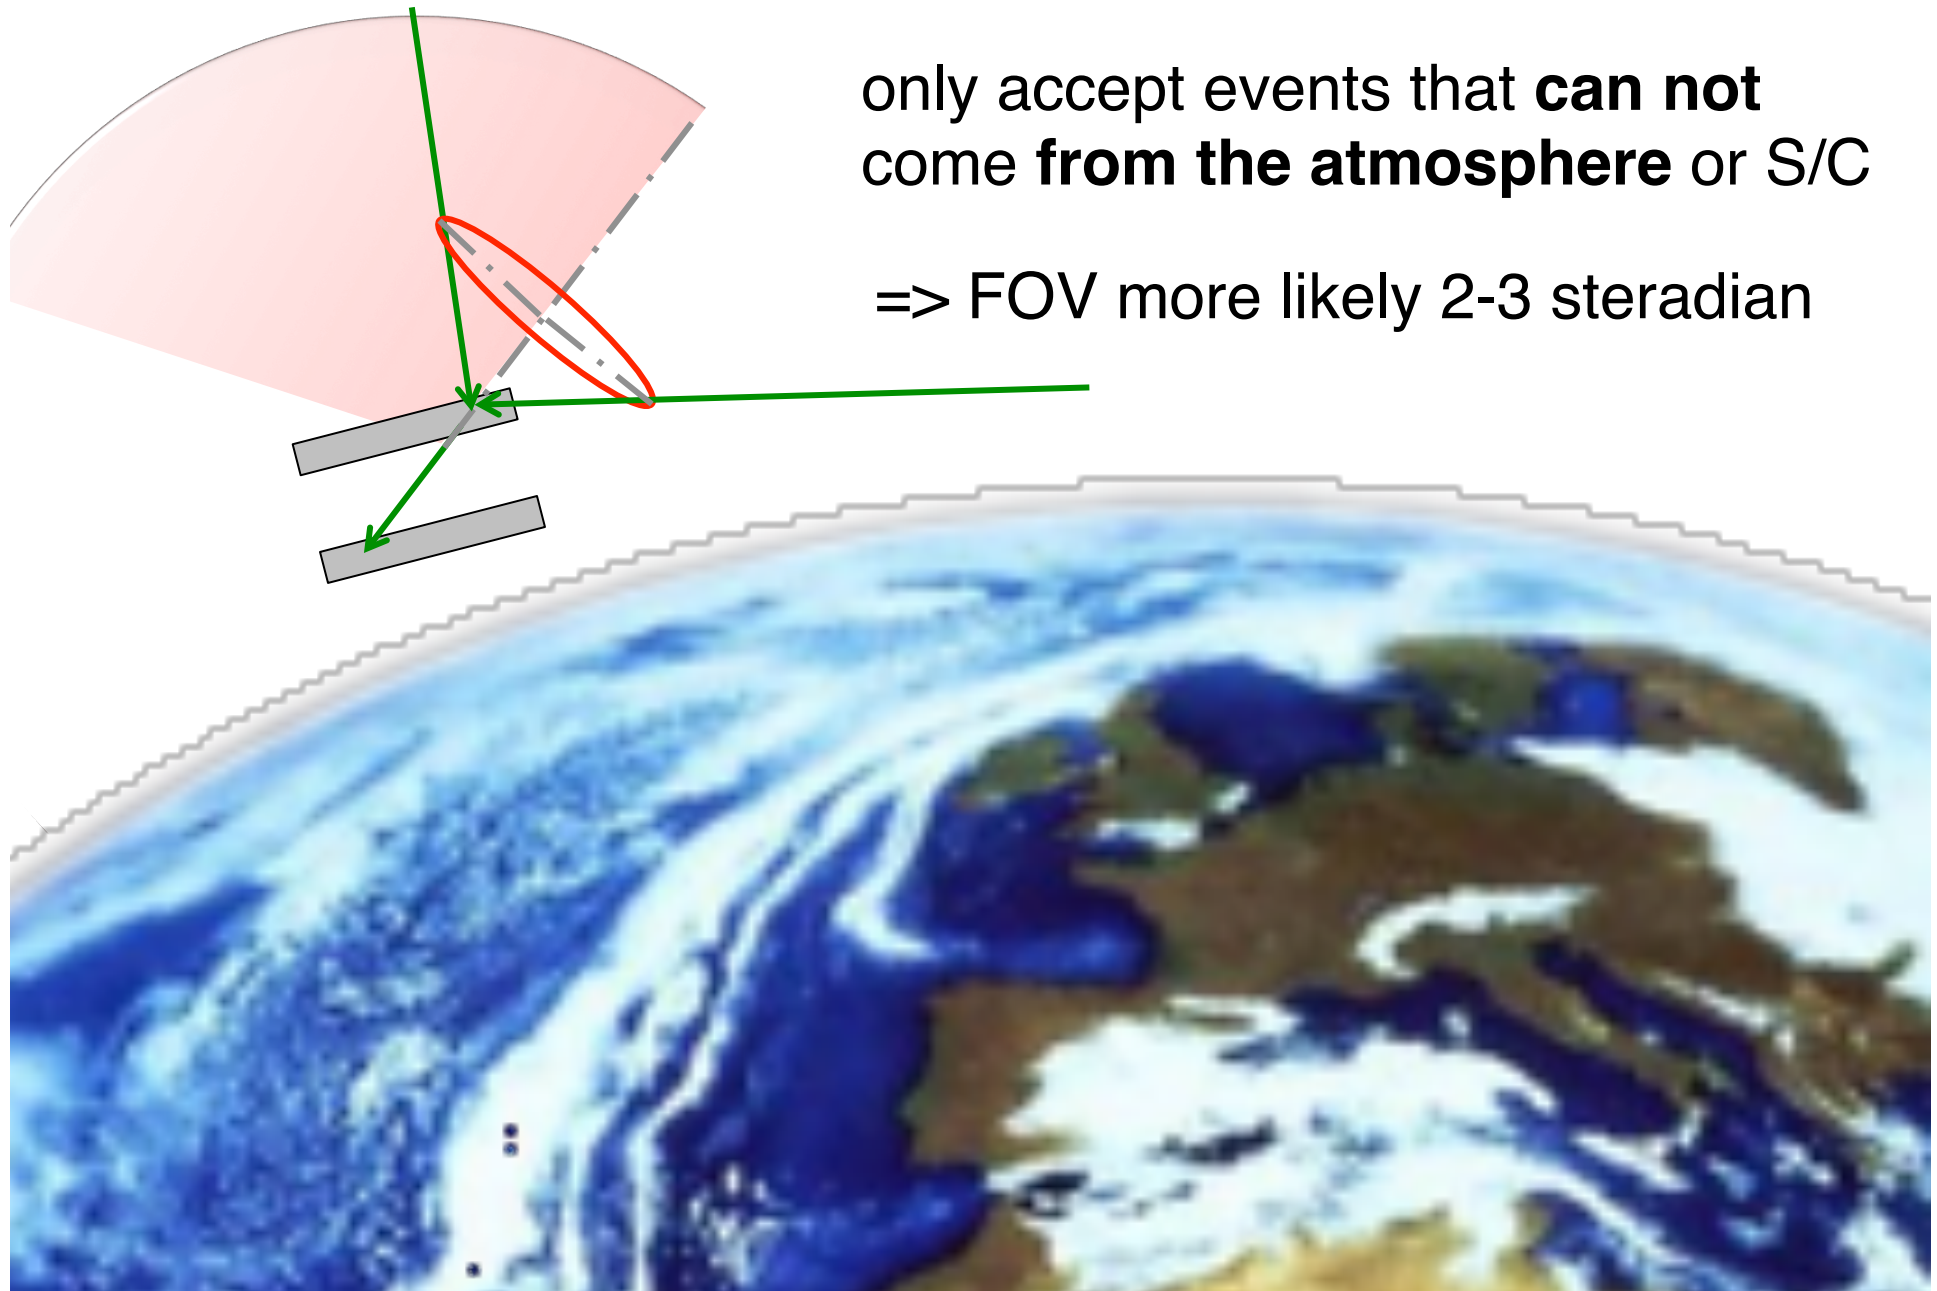 only accept events that can not
come from the atmosphere or S/C
=> FOV more likely 2-3 steradian